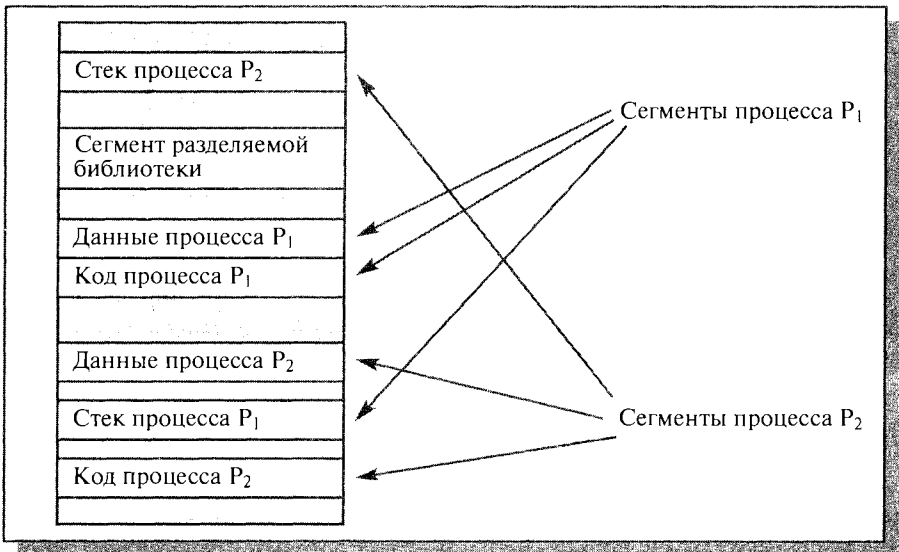 Стек процесса P₂
Сегмент разделяемой
библиотеки
Данные процесса P₁
Код процесса P₁
Данные процесса P₂
Стек процесса P₁
Код процесса P₂
Сегменты процесса P₁
Сегменты процесса P₂